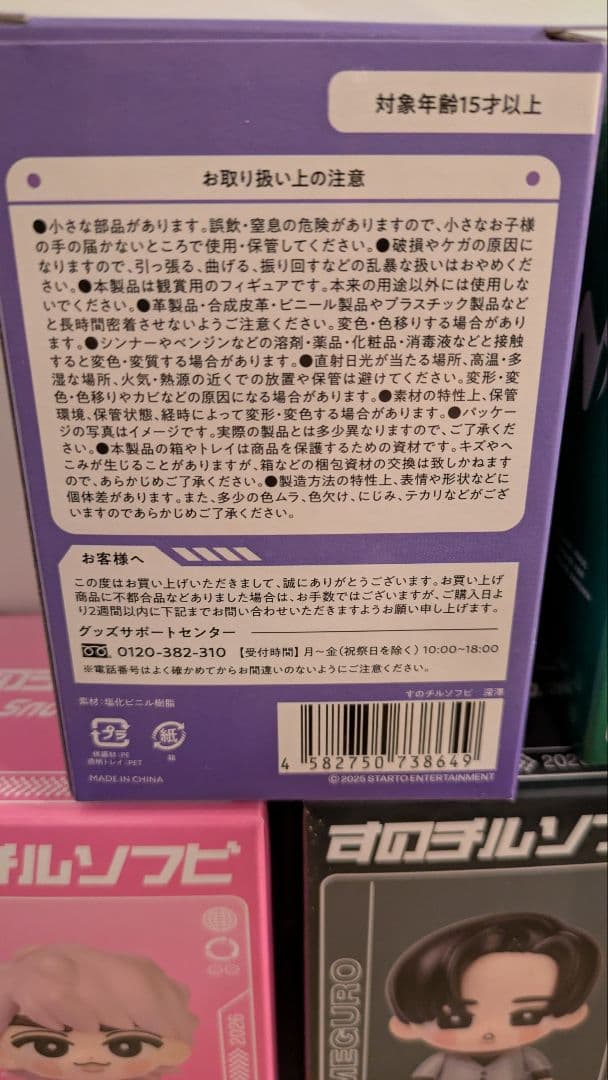 対象年齢15才以上
お取り扱い上の注意
●小さな部品があります。誤飲・窒息の危険がありますので、小さなお子様
の手の届かないところで使用・保管してください。●破損やケガの原因に
なりますので、引っ張る、曲げる、振り回すなどの乱暴な扱いはおやめくだ
さい。●本製品は観賞用のフィギュアです。本来の用途以外には使用しな
いでください。●革製品・合成皮革・ビニール製品やプラスチック製品など
と長時間密着させないようご注意ください。変色・色移りする場合があり
ます。●シンナーやベンジンなどの溶剤・薬品・化粧品・消毒液などと接触
すると変色・変質する場合があります。●直射日光が当たる場所、高温・多
湿な場所、火気・熱源の近くでの放置や保管は避けてください。変形・変
色・色移りやカビなどの原因になる場合があります。●素材の特性上、保管
環境、保管状態、経時によって変形・変色する場合があります。●パッケー
ジの写真はイメージです。実際の製品とは多少異なりますので、ご了承くだ
さい。●本製品の箱やトレイは商品を保護するための資材です。キズやへ
こみが生じることがありますが、箱などの梱包資材の交換は致しかねます
ので、あらかじめご了承ください。●製造方法の特性上、表情や形状などに
個体差があります。また、多少の色ムラ、色欠け、にじみ、テカリなどがござ
いますのであらかじめご了承ください。
お客様へ
この度はお買い上げいただきまして、誠にありがとうございます。お買い上げ
商品に不都合品などありました場合は、お手数ではございますが、ご購入日よ
り2週間以内に下記までお問い合わせいただきますようお願い申し上げます。
グッズサポートセンター
0120-382-310 【受付時間】月～金(祝祭日を除く) 10:00~18:00
※電話番号はよく確かめてからお間違いのないようにご注意ください。
素材:塩化ビニル樹脂
すのチルソフビ 深澤
プラ
紙
保護材:PE
箱
透明トレイ:PET
4 582750 738649
MADE IN CHINA
©2025 STARTO ENTERTAINMENT
チルソフビ
すのチルソフ
MEGURO
2026